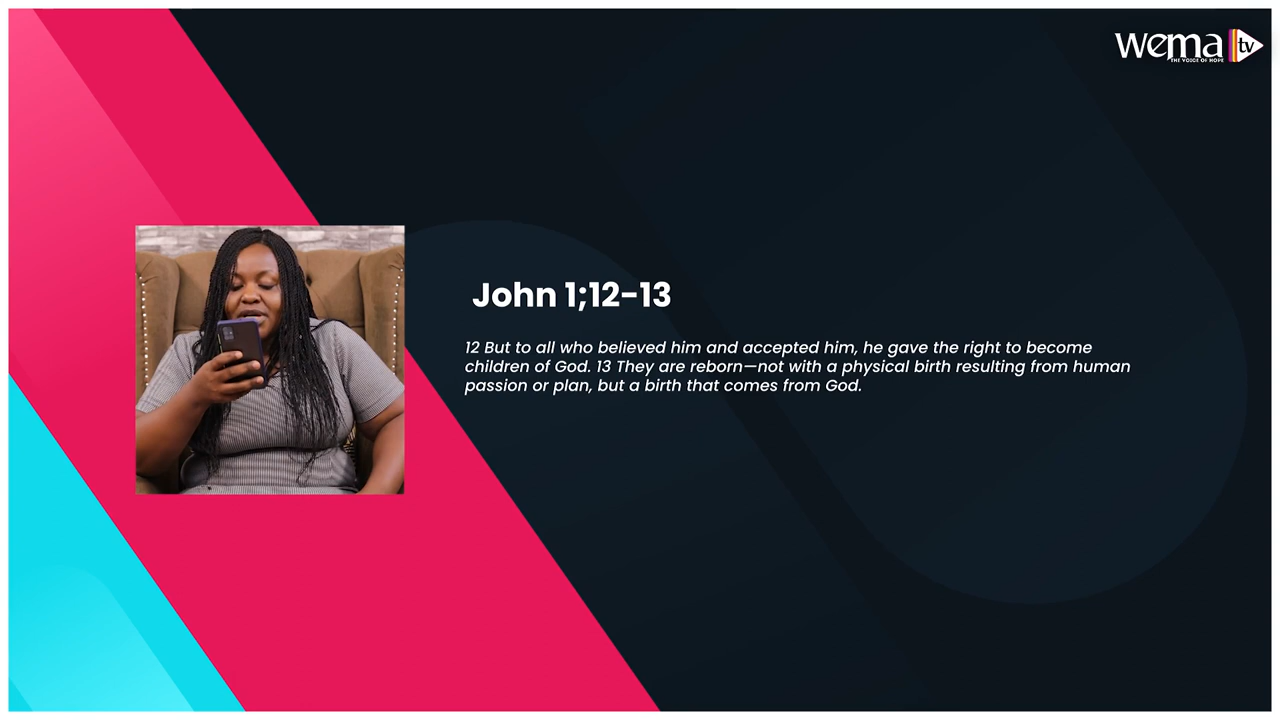 wema tv
THE VOICE OF HOPE
John 1;12-13
12 But to all who believed him and accepted him, he gave the right to become
children of God. 13 They are reborn—not with a physical birth resulting from human
passion or plan, but a birth that comes from God.